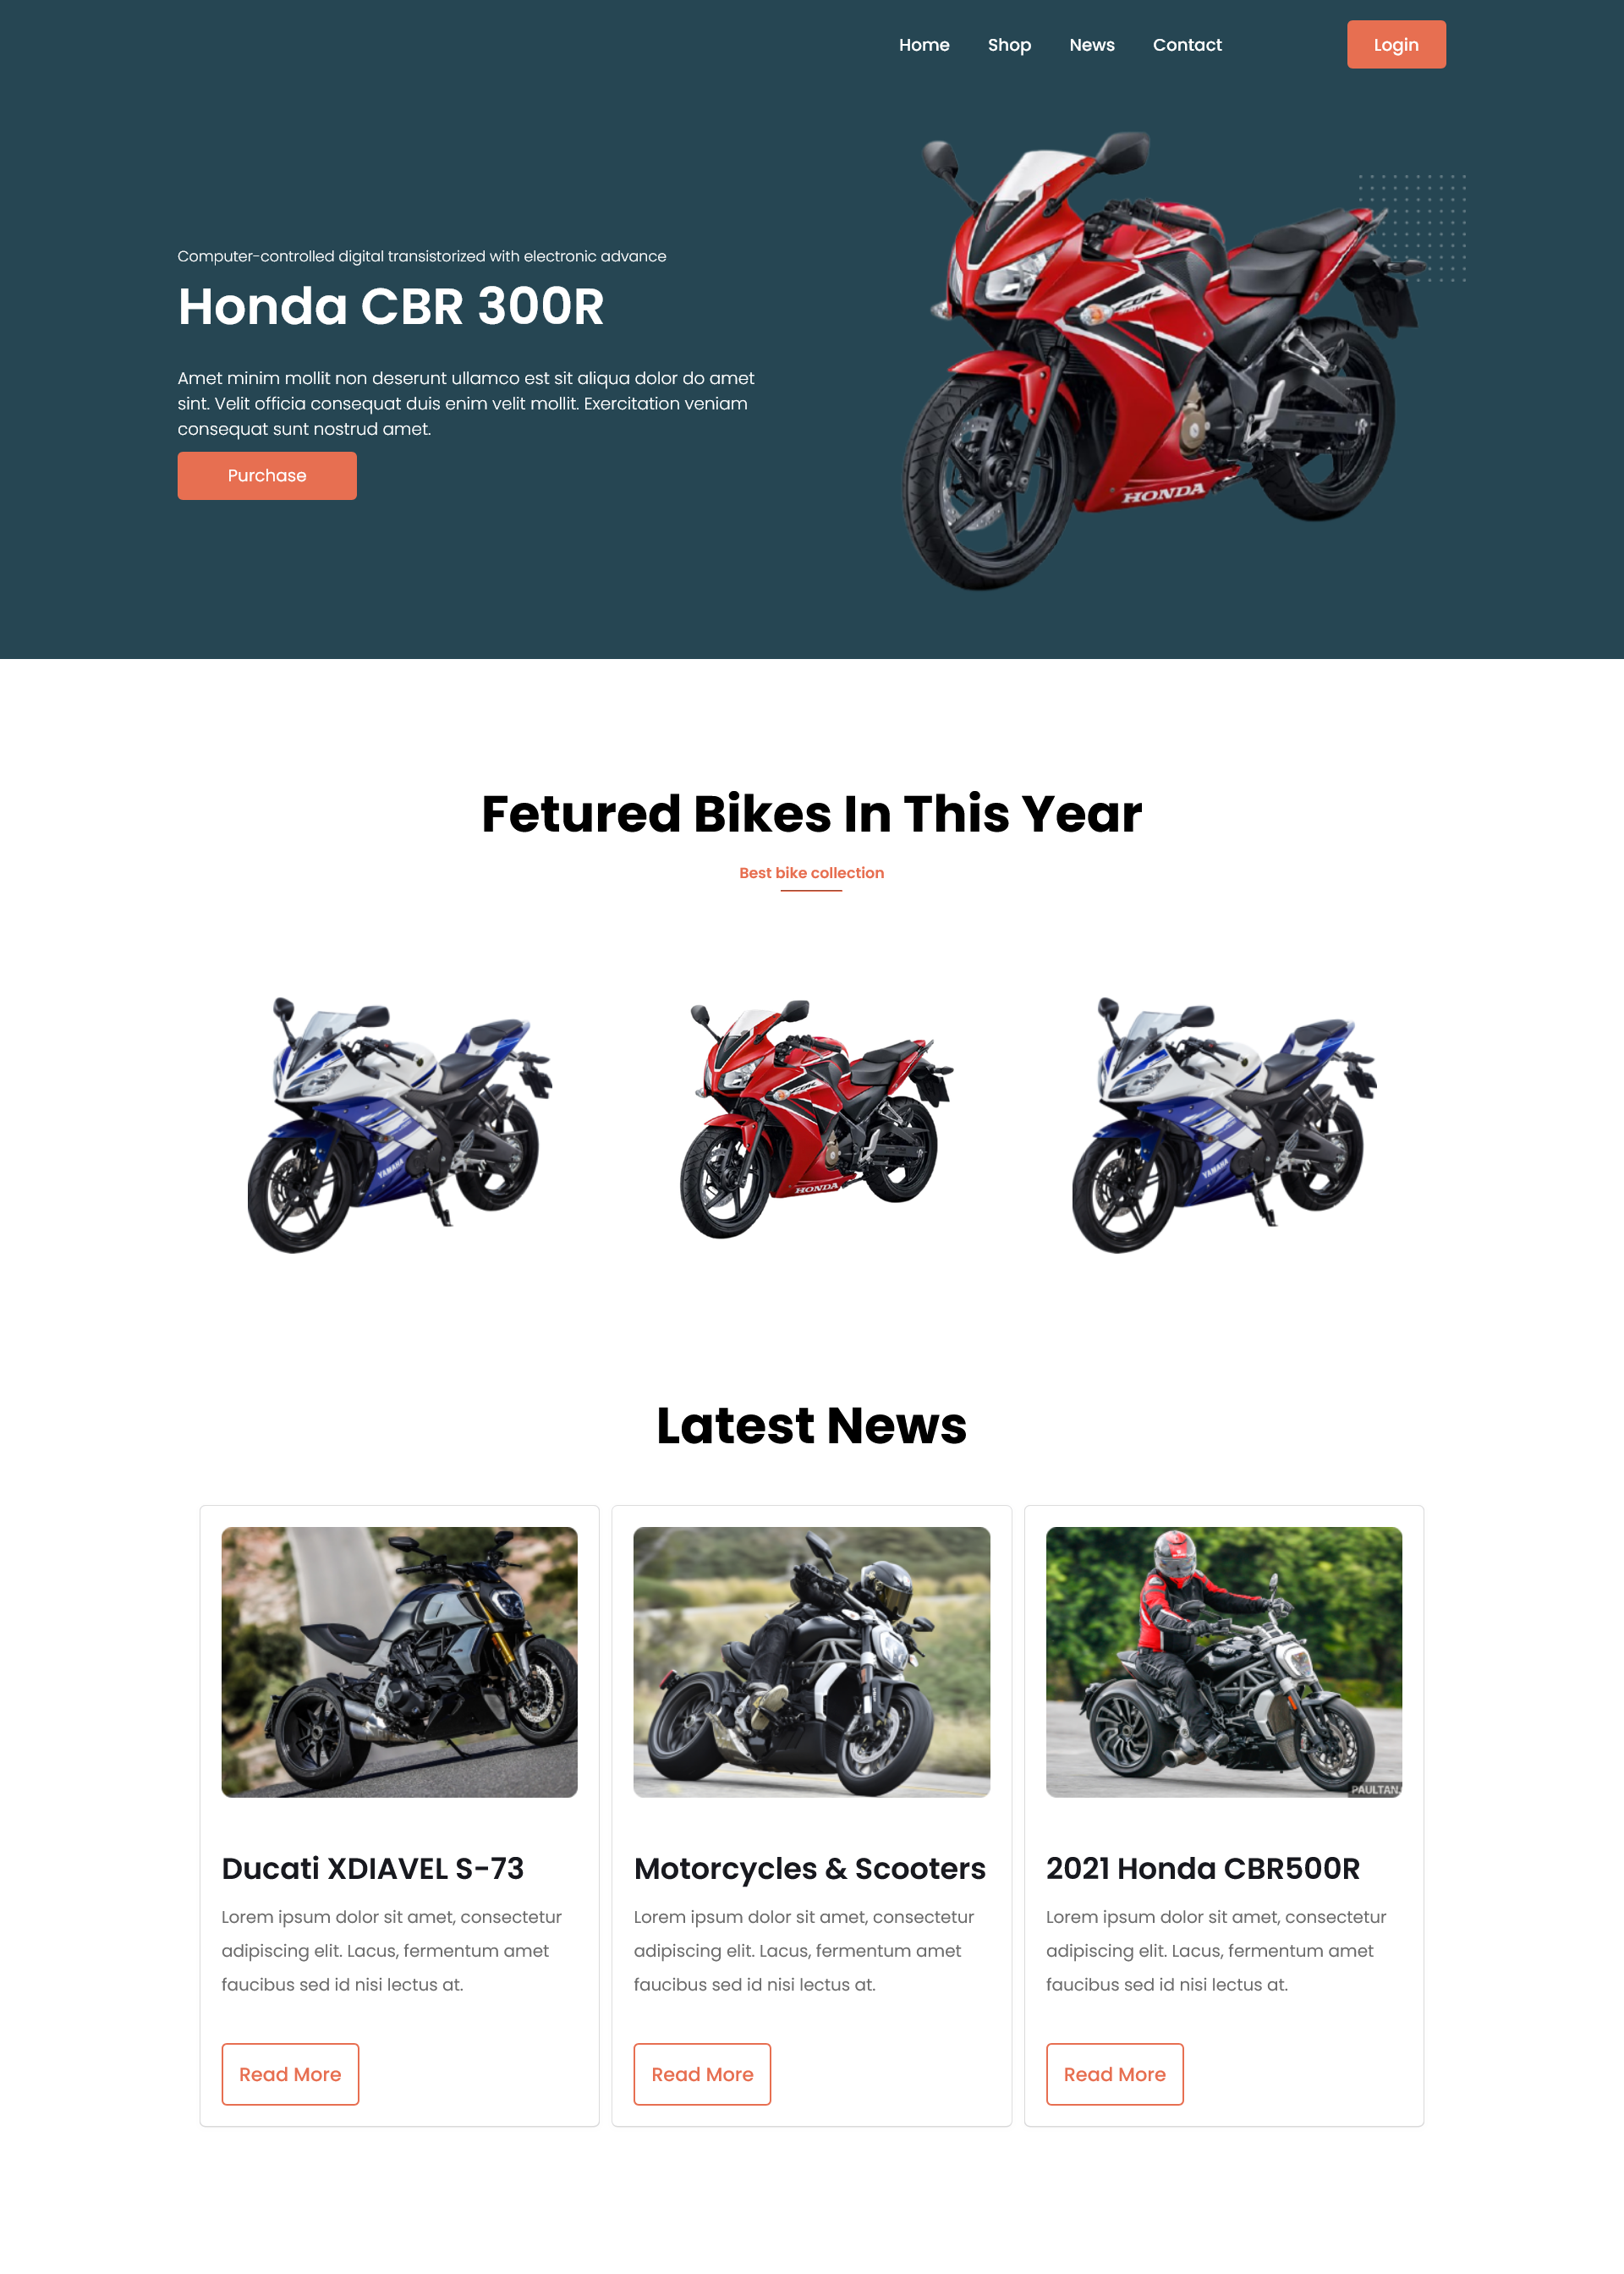 Home Shop News Contact Login
Computer-controlled digital transistorized with electronic advance
Honda CBR 300R
Amet minim mollit non deserunt ullamco est sit aliqua dolor do amet
sint. Velit officia consequat duis enim velit mollit. Exercitation veniam
consequat sunt nostrud amet.
Purchase
CBR
HONDA
Fetured Bikes In This Year
Best bike collection
YAMAHA
CBR
HONDA
YAMAHA
Latest News
PAULTAN
Ducati XDIAVEL S-73
Lorem ipsum dolor sit amet, consectetur
adipiscing elit. Lacus, fermentum amet
faucibus sed id nisi lectus at.
Read More
Motorcycles & Scooters
Lorem ipsum dolor sit amet, consectetur
adipiscing elit. Lacus, fermentum amet
faucibus sed id nisi lectus at.
Read More
2021 Honda CBR500R
Lorem ipsum dolor sit amet, consectetur
adipiscing elit. Lacus, fermentum amet
faucibus sed id nisi lectus at.
Read More